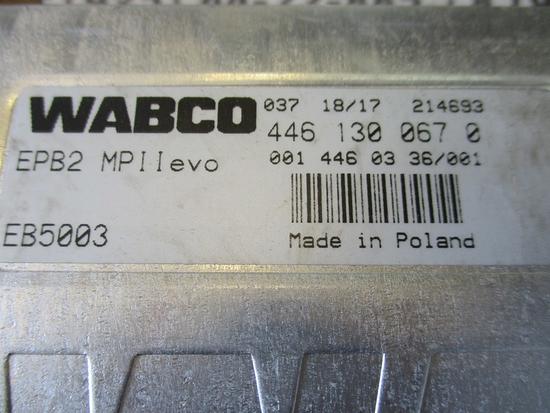 WABCO
037 18/17 214693
446 130 067 0
EPB2 MPIIevo
001 446 03 36/001
EB5003
Made in Poland